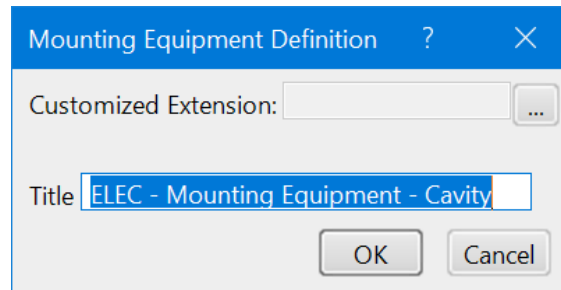 Mounting Equipment Definition ? ×
Customized Extension: ...
Title ELEC - Mounting Equipment - Cavity
OK Cancel